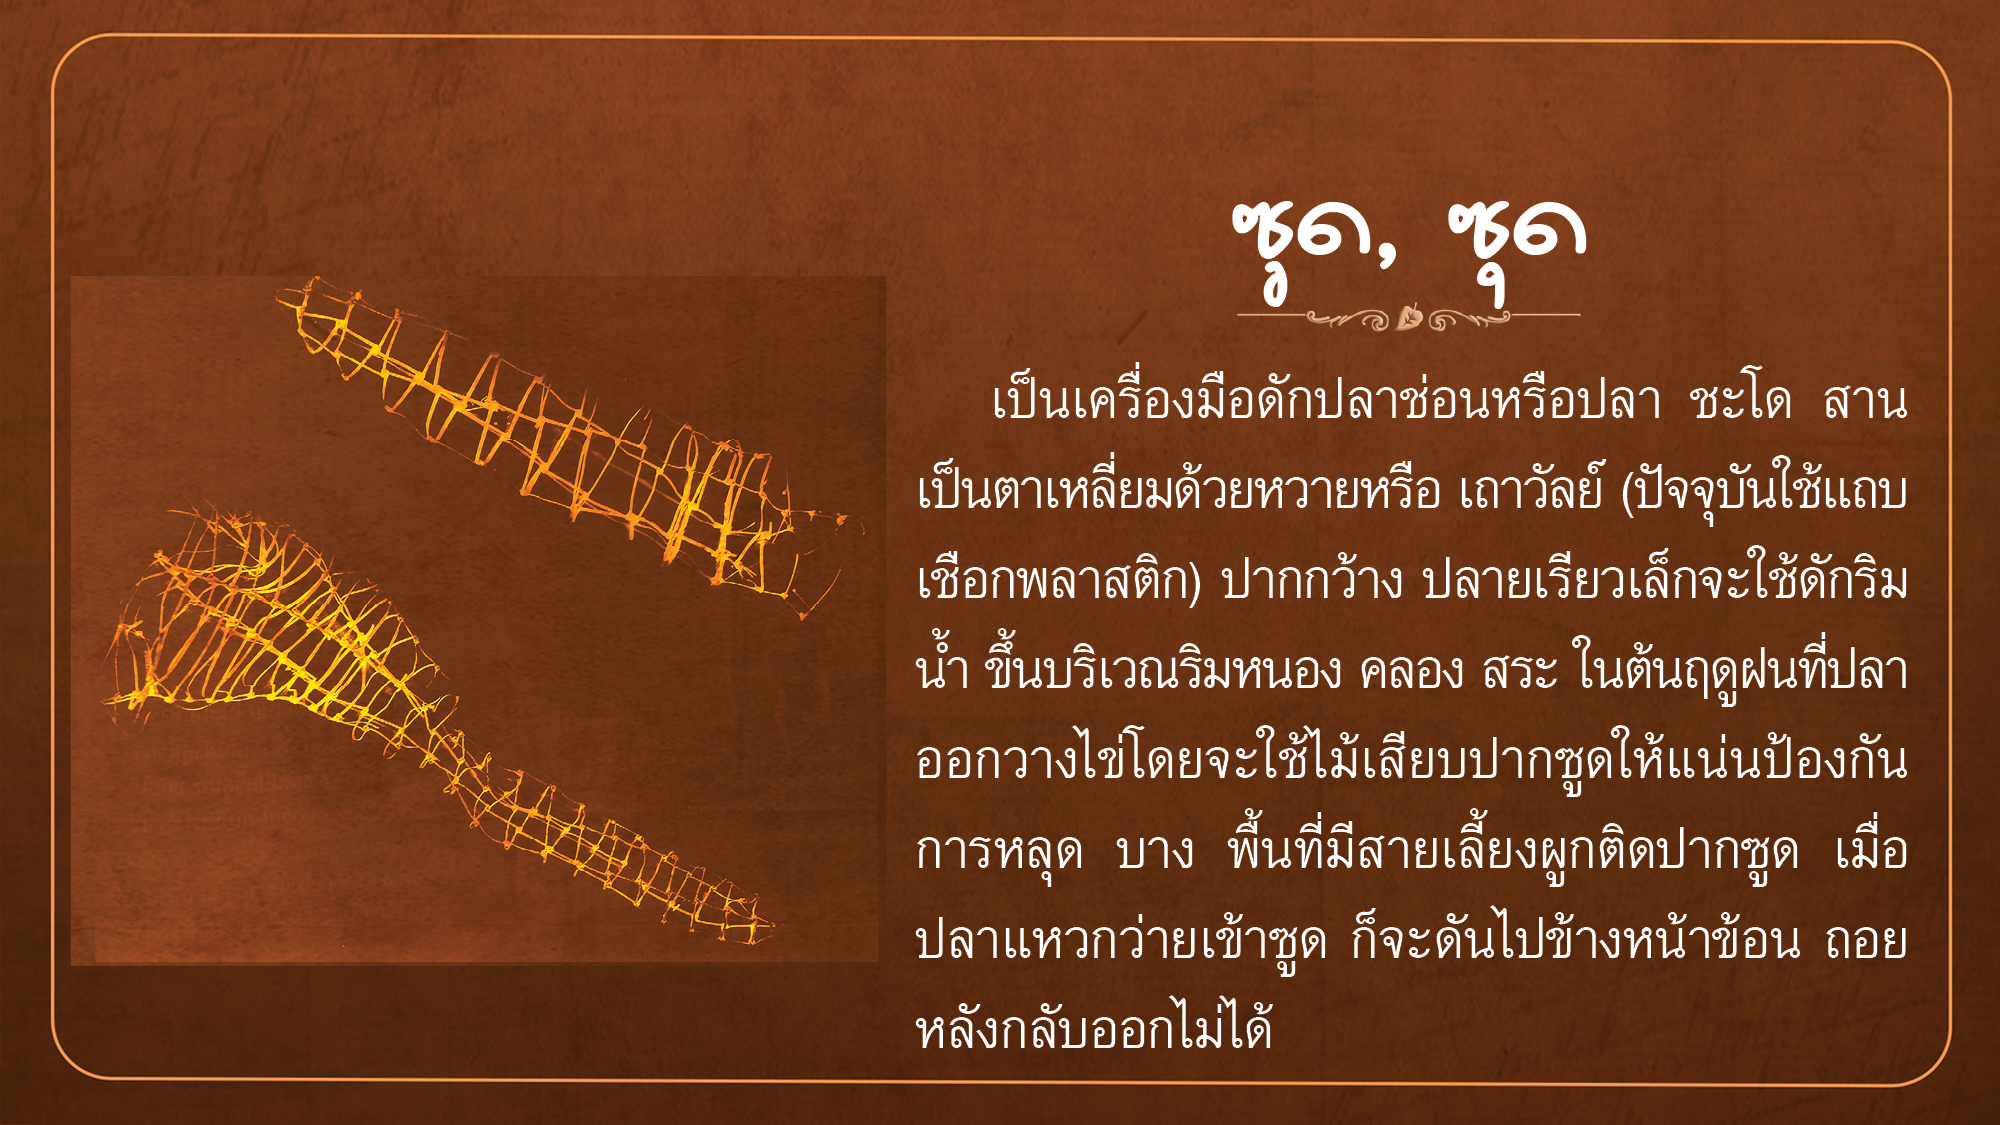 ซูด, ซุด
เป็นเครื่องมือดักปลาช่อนหรือปลา ชะโด สาน
เป็นตาเหลี่ยมด้วยหวายหรือ เถาวัลย์ (ปัจจุบันใช้แถบ
เชือกพลาสติก) ปากกว้าง ปลายเรียวเล็กจะใช้ดักริม
น้ำ ขึ้นบริเวณริมหนอง คลอง สระ ในต้นฤดูฝนที่ปลา
ออกวางไข่โดยจะใช้ไม้เสียบปากซูดให้แน่นป้องกัน
การหลุด บาง พื้นที่มีสายเลี้ยงผูกติดปากซูด เมื่อ
ปลาแหวกว่ายเข้าซูด ก็จะดันไปข้างหน้าข้อน ถอย
หลังกลับออกไม่ได้